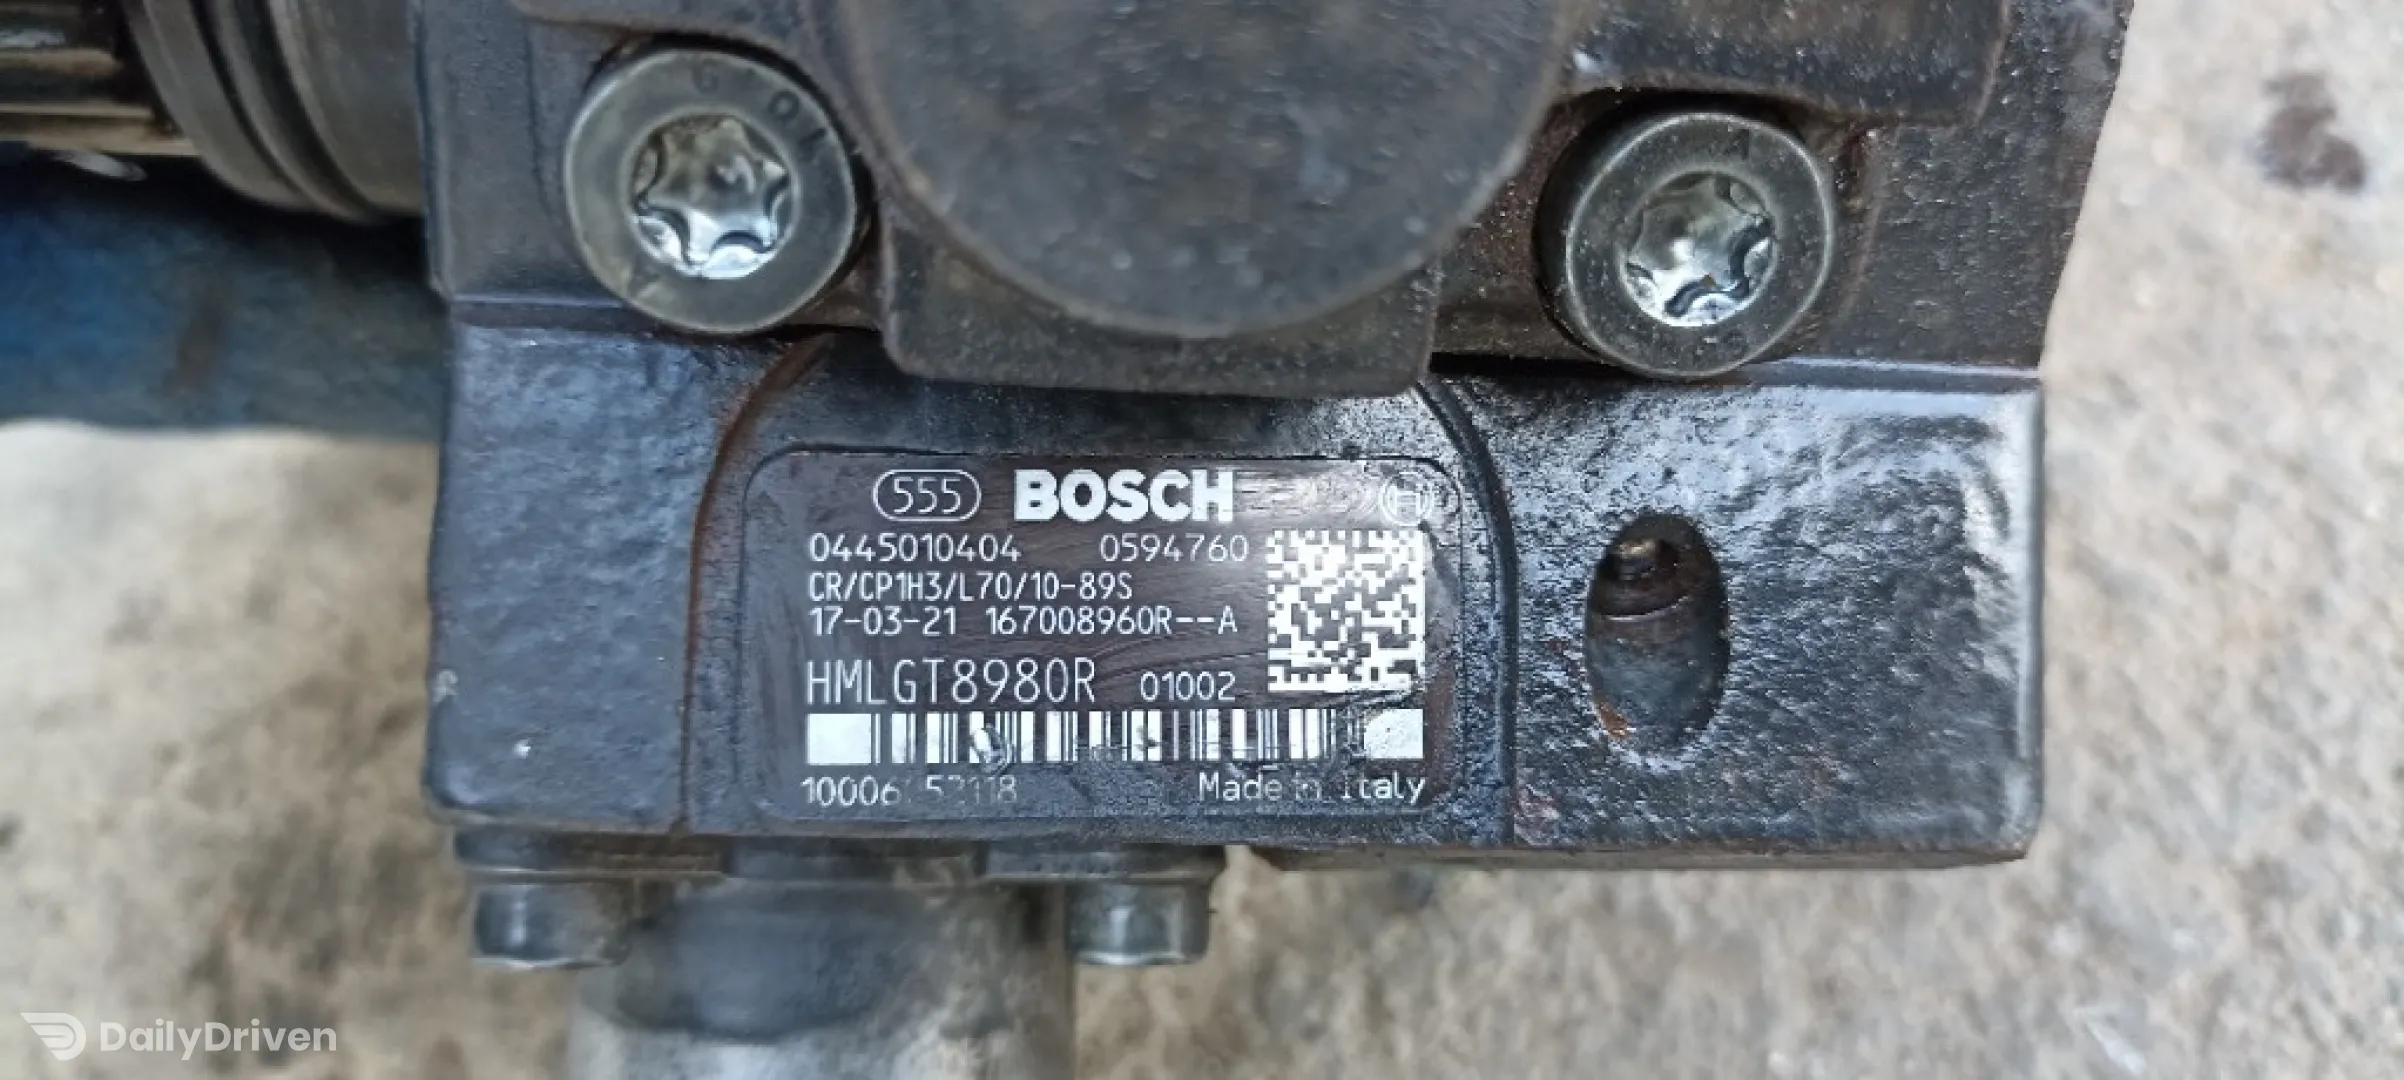 555 BOSCH
0445010404 0594760
CR/CP1H3/L70/10-89S
17-03-21 167008960R--A
HMLGT8980R 01002
Made in Italy
DailyDriven